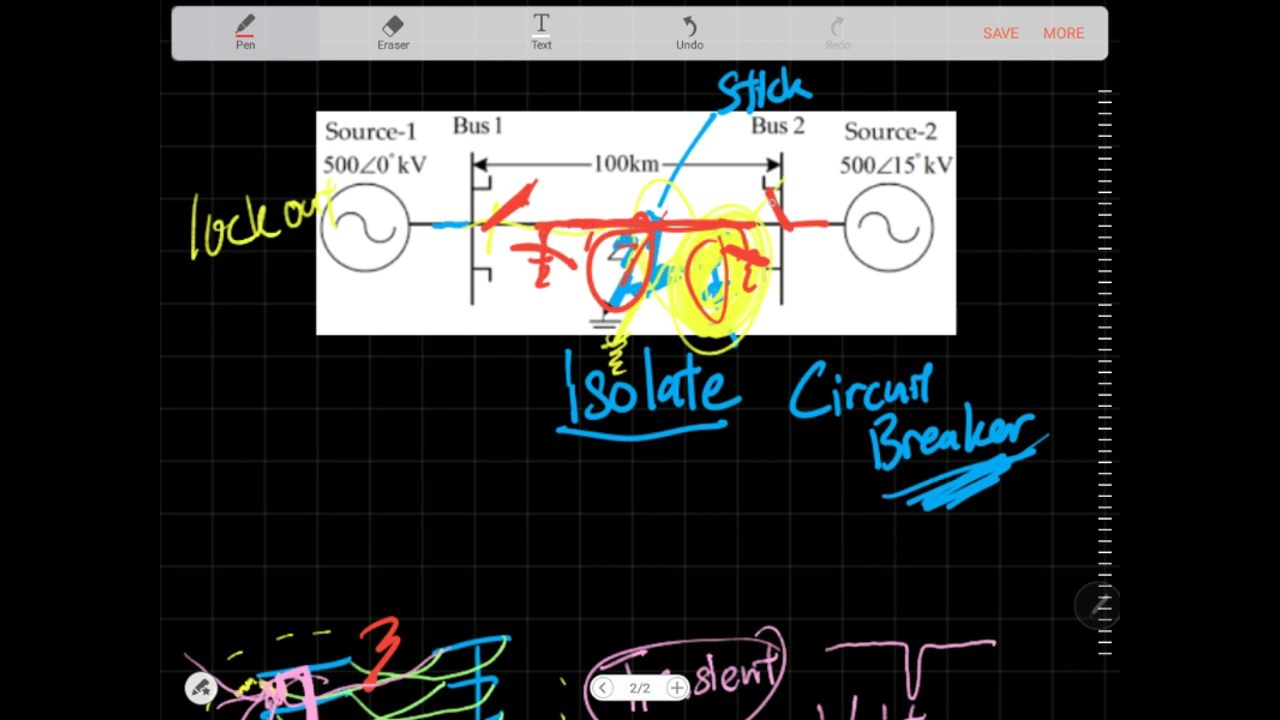 Pen
Eraser
Text
Undo
Redo
SAVE
MORE
Stick
Source-1
Bus 1
Bus 2
Source-2
500∠0° kV
100km
500∠15° kV
lock out
Isolate
Circuit
Breaker
3
2/2